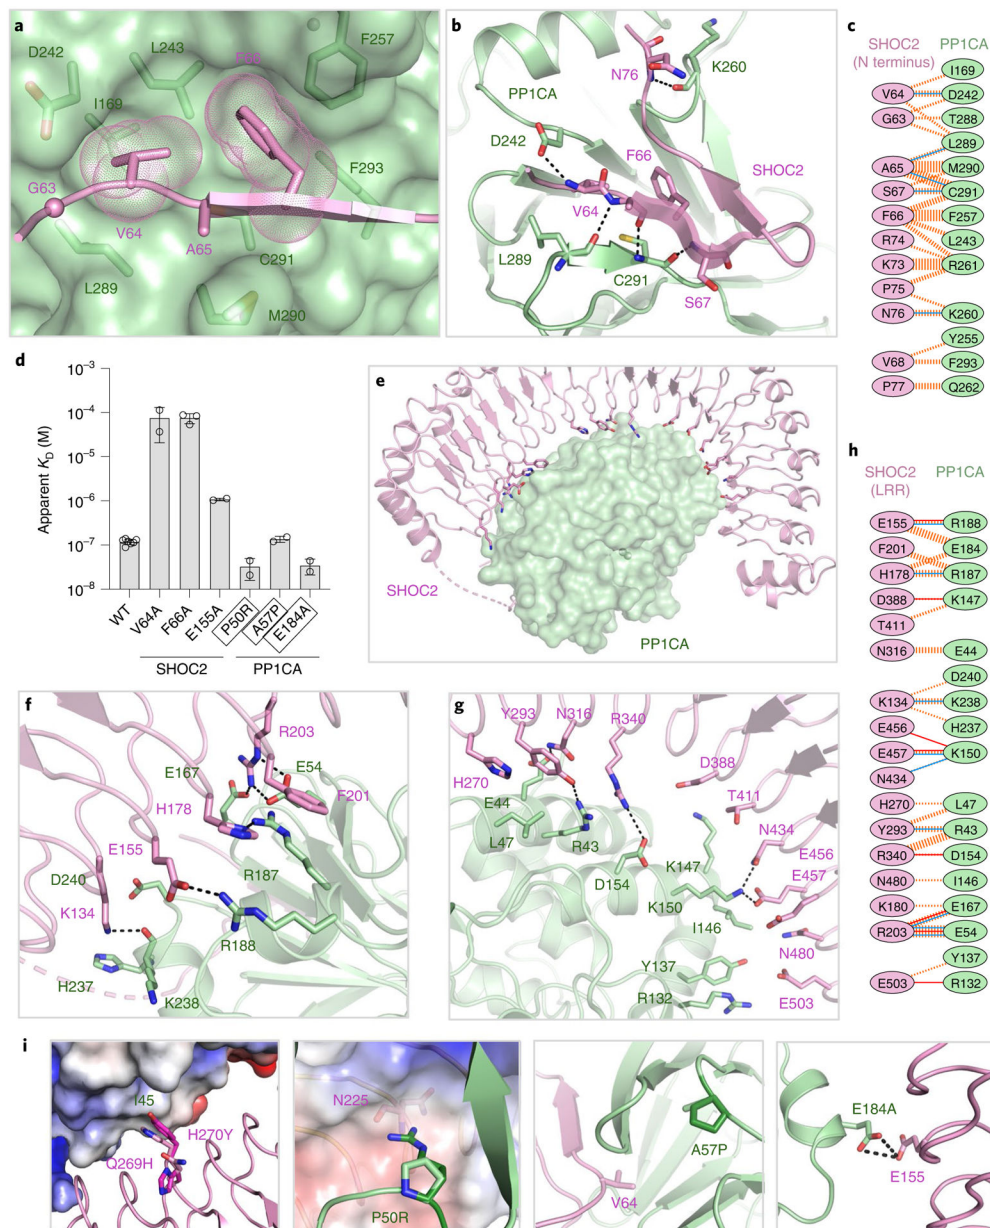 a
D242
L243
F66
F257
I169
F293
G63
V64
A65
C291
L289
M290
b
N76
K260
PP1CA
D242
F66
SHOC2
V64
L289
C291
S67
c
SHOC2 PP1CA
(N terminus)
I169
V64 D242
G63 T288
L289
A65 M290
S67 C291
F66 F257
R74 L243
K73 R261
P75
N76 K260
Y255
V68 F293
P77 Q262
d
Apparent KD (M)
10–3
10–4
10–5
10–6
10–7
10–8
WT V64A F66A E155A P50R A57P E184A
SHOC2 PP1CA
e
SHOC2
PP1CA
h
SHOC2 PP1CA
(LRR)
E155 R188
F201 E184
H178 R187
D388 K147
T411
N316 E44
D240
K134 K238
E456 H237
E457 K150
N434
H270 L47
Y293 R43
R340 D154
N480 I146
K180 E167
R203 E54
Y137
E503 R132
f
R203
E167 E54
H178 F201
E155
D240 R187
K134
R188
H237
K238
g
Y293 N316 R340
H270
D388
E44
T411
L47 R43
N434
E456
K147
D154
E457
K150
I146
N480
Y137
R132 E503
i
I45
H270Y
Q269H
N225
P50R
A57P
V64
E184A
E155